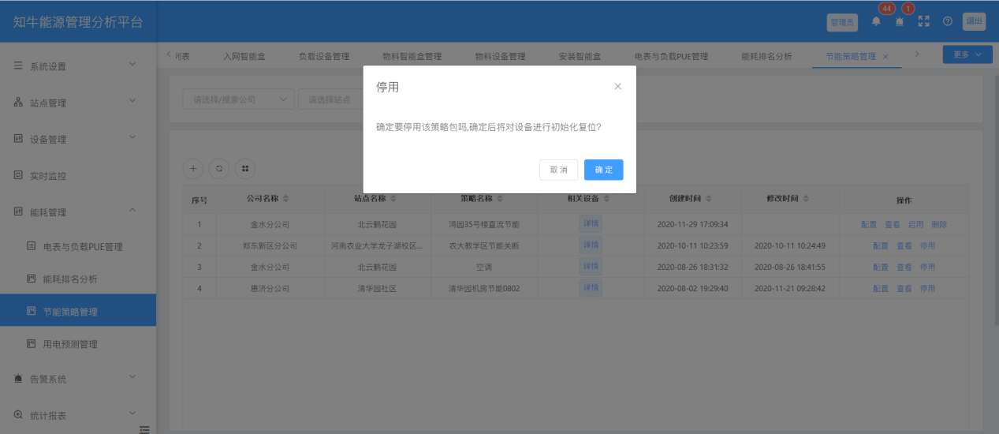 知牛能源管理分析平台
管理员
44
1
退出
系统设置
站点管理
设备管理
实时监控
能耗管理
电表与负载PUE管理
能耗排名分析
节能策略管理
用电预测管理
告警系统
统计报表
列表 入网智能盒 负载设备管理 物料智能盒管理 物料设备管理 安装智能盒 电表与负载PUE管理 能耗排名分析 节能策略管理 更多
请选择/搜索公司 请选择站点
停用
确定要停用该策略包吗,确定后将对设备进行初始化复位?
取消 确定
序号 公司名称 站点名称 策略名称 相关设备 创建时间 修改时间 操作
1 金水分公司 北云鹤花园 鸿园35号楼直流节能 详情 2020-11-29 17:09:34 配置 查看 启用 删除
2 郑东新区分公司 河南农业大学龙子湖校区... 农大教学区节能关断 详情 2020-10-11 10:23:59 2020-10-11 10:24:49 配置 查看 停用
3 金水分公司 北云鹤花园 空调 详情 2020-08-26 18:31:32 2020-08-26 18:41:55 配置 查看 停用
4 惠济分公司 清华园社区 清华园机房节能0802 详情 2020-08-02 19:29:40 2020-11-21 09:28:42 配置 查看 停用